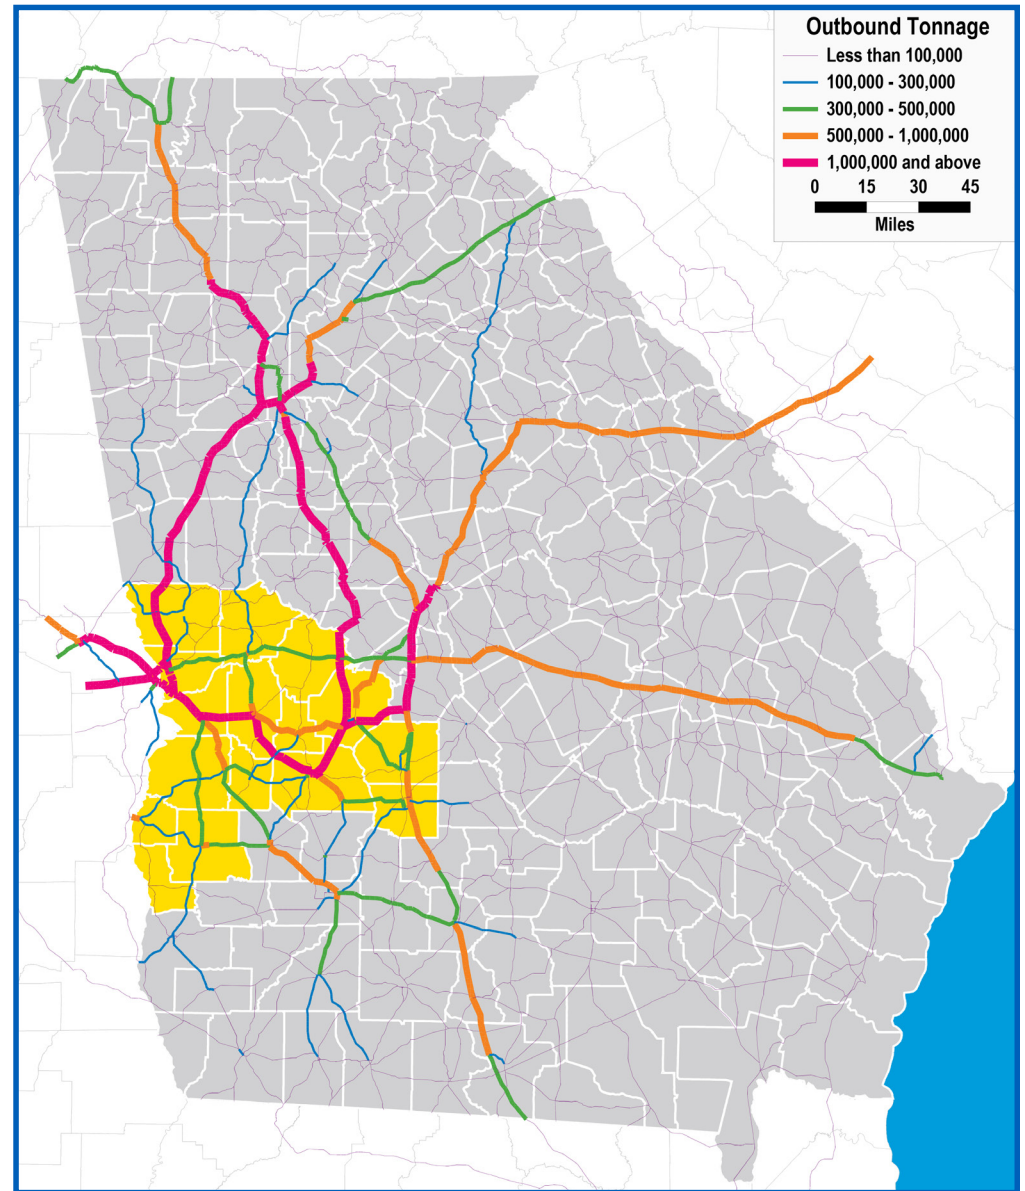 Outbound Tonnage
Less than 100,000
100,000 - 300,000
300,000 - 500,000
500,000 - 1,000,000
1,000,000 and above
0 15 30 45
Miles